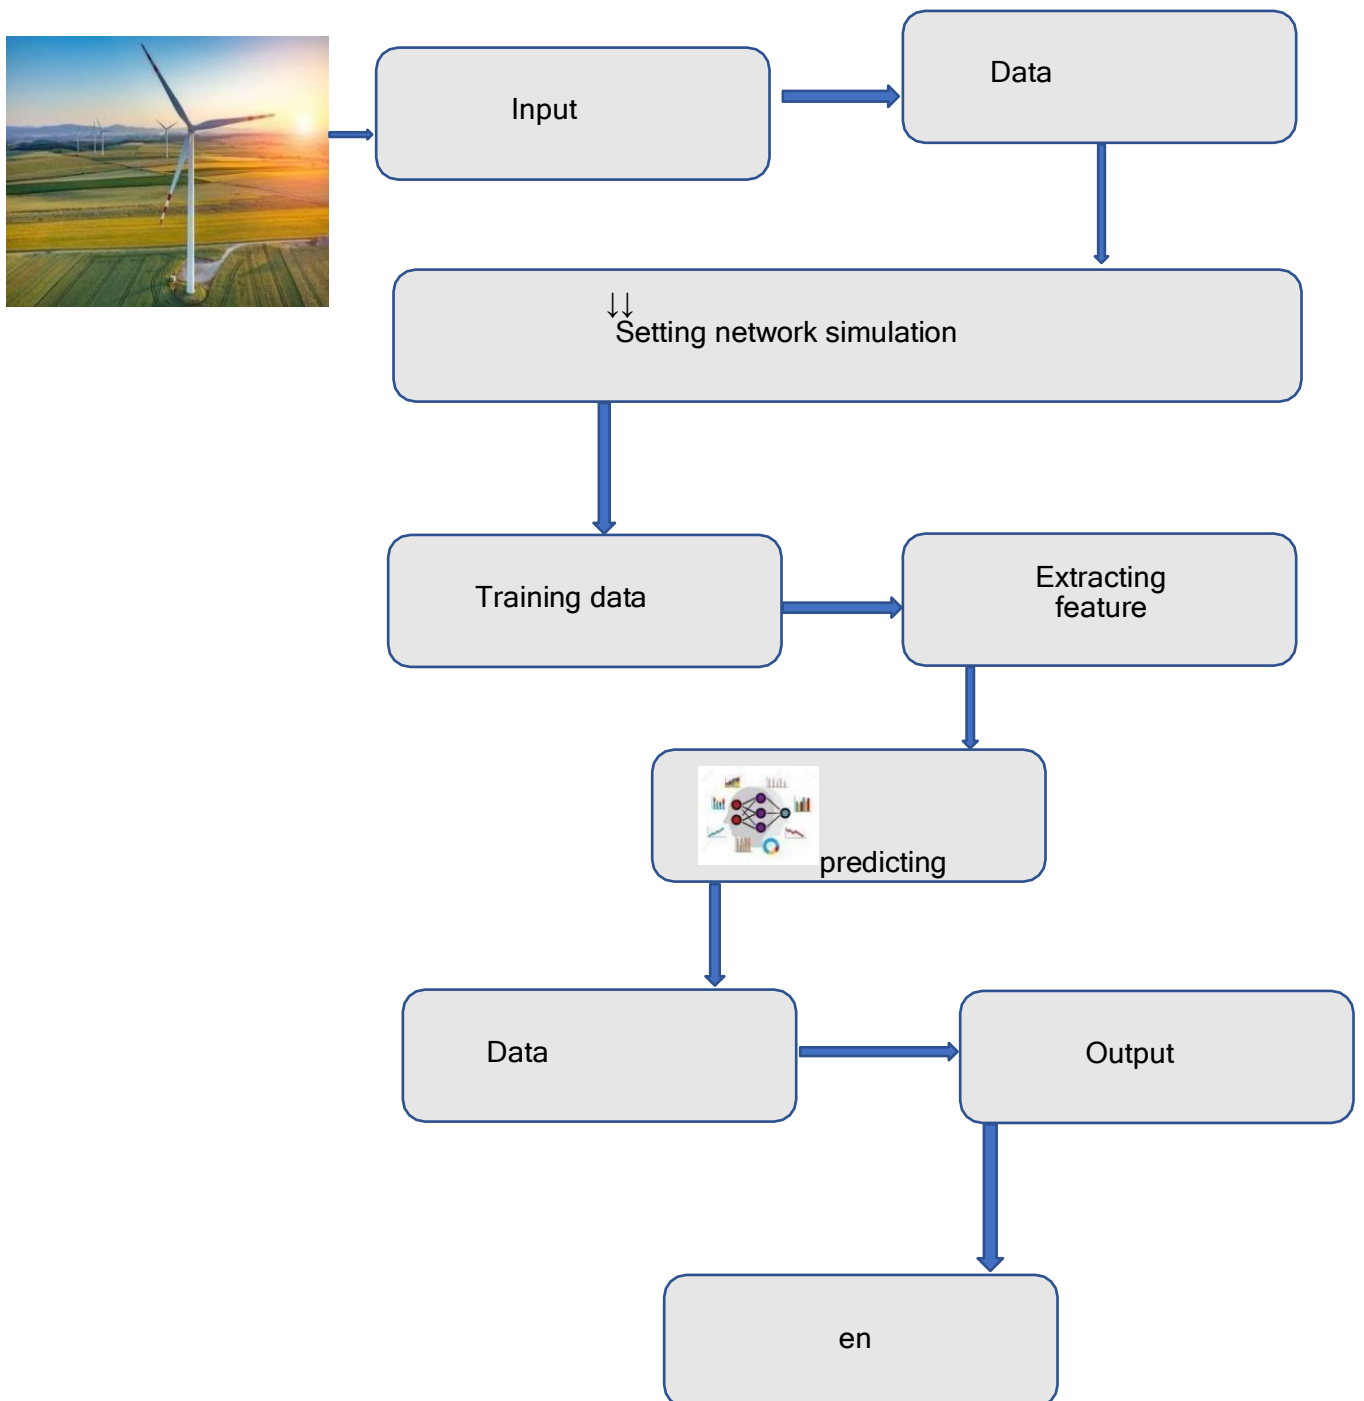 Input
Data
↓↓
Setting network simulation
Training data
Extracting
feature
predicting
Data
Output
en